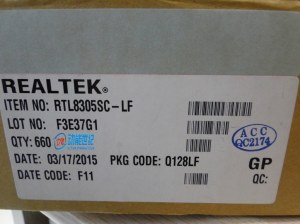 REALTEK®
ITEM NO: RTL8305SC-LF
LOT NO: F3E37G1
QTY: 660
ACC
QC2174
DATE: 03/17/2015 PKG CODE: Q128LF
GP
DATE CODE: F11
QC: